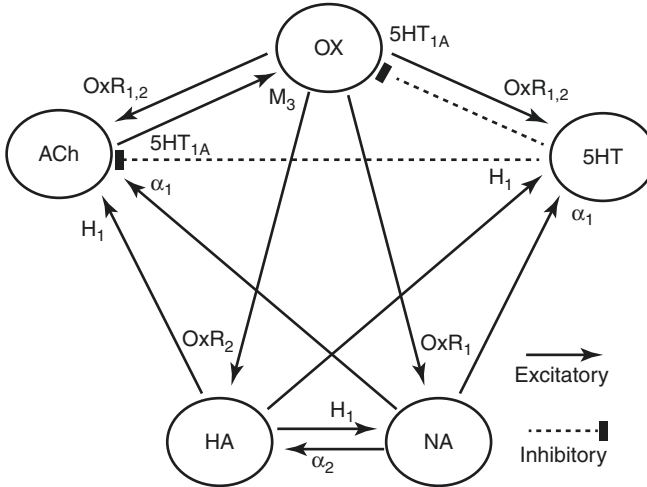 OX
5HT1A
OxR1,2
OxR1,2
M3
ACh
5HT1A
5HT
α1
H1
H1
α1
OxR2
OxR1
Excitatory
H1
HA
NA
α2
Inhibitory